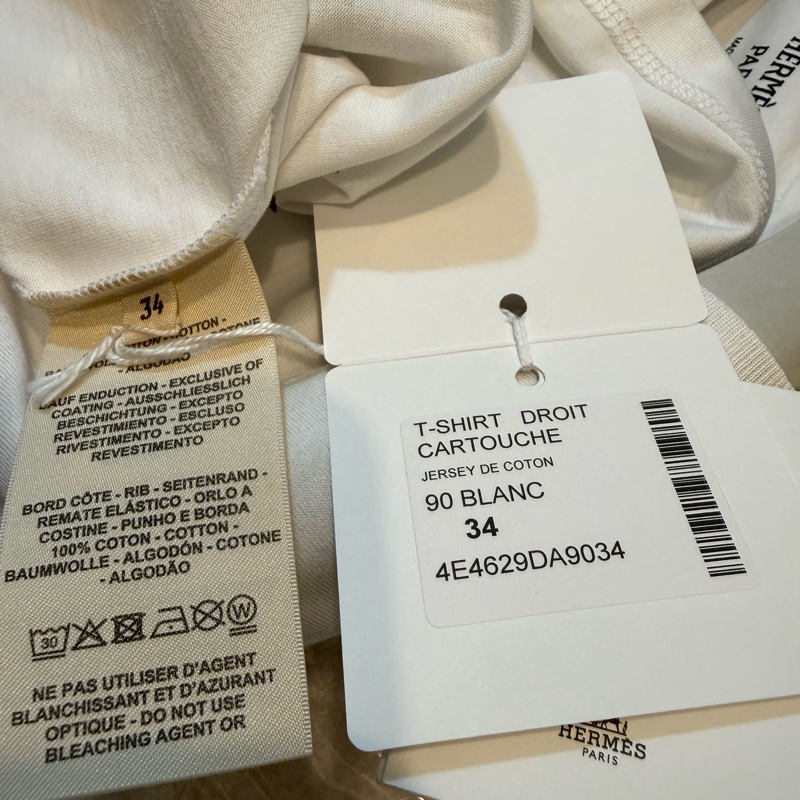 34
COTTON -
COTONE
- ALGODÃO
SAUF ENDUCTION - EXCLUSIVE OF
COATING - AUSSCHLIESSLICH
BESCHICHTUNG - EXCEPTO
REVESTIMIENTO - ESCLUSO
RIVESTIMENTO - EXCEPTO
REVESTIMENTO
BORD CÔTE - RIB - SEITENRAND -
REMATE ELÁSTICO - ORLO A
COSTINE - PUNHO E BORDA
100% COTON - COTTON -
BAUMWOLLE - ALGODÓN - COTONE
- ALGODÃO
30 W
NE PAS UTILISER D'AGENT
BLANCHISSANT ET D'AZURANT
OPTIQUE - DO NOT USE
BLEACHING AGENT OR
T-SHIRT DROIT
CARTOUCHE
JERSEY DE COTON
90 BLANC
34
4E4629DA9034
HERMÈS
PARIS
HERMÈ